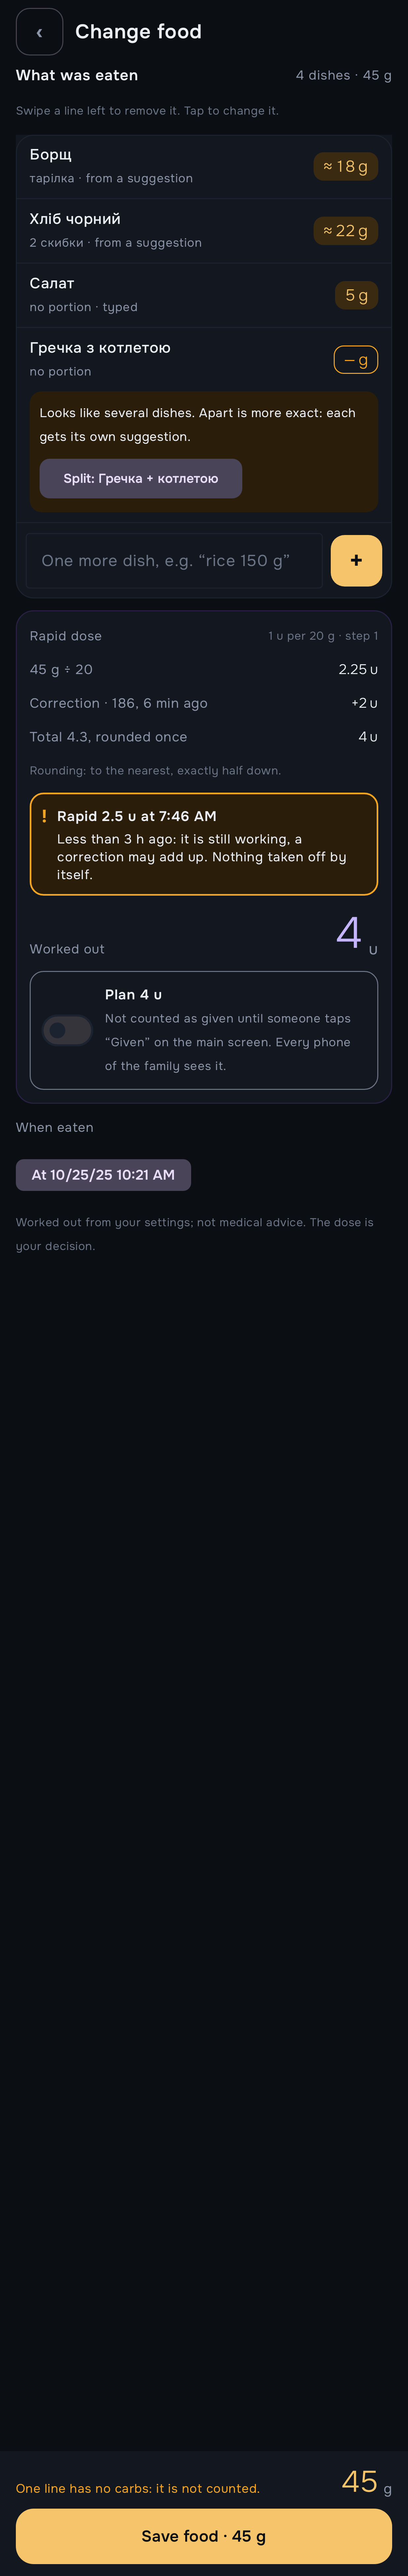 ‹ Change food
What was eaten 4 dishes · 45 g
Swipe a line left to remove it. Tap to change it.
Борщ
тарілка · from a suggestion
≈ 18 g
Хліб чорний
2 скибки · from a suggestion
≈ 22 g
Салат
no portion · typed
5 g
Гречка з котлетою
no portion
— g
Looks like several dishes. Apart is more exact: each
gets its own suggestion.
Split: Гречка + котлетою
One more dish, e.g. “rice 150 g”
+
Rapid dose 1 u per 20 g · step 1
45 g ÷ 20 2.25 u
Correction · 186, 6 min ago +2 u
Total 4.3, rounded once 4 u
Rounding: to the nearest, exactly half down.
! Rapid 2.5 u at 7:46 AM
Less than 3 h ago: it is still working, a
correction may add up. Nothing taken off by
itself.
Worked out 4 u
Plan 4 u
Not counted as given until someone taps
“Given” on the main screen. Every phone
of the family sees it.
When eaten
At 10/25/25 10:21 AM
Worked out from your settings; not medical advice. The dose is
your decision.
One line has no carbs: it is not counted. 45 g
Save food · 45 g